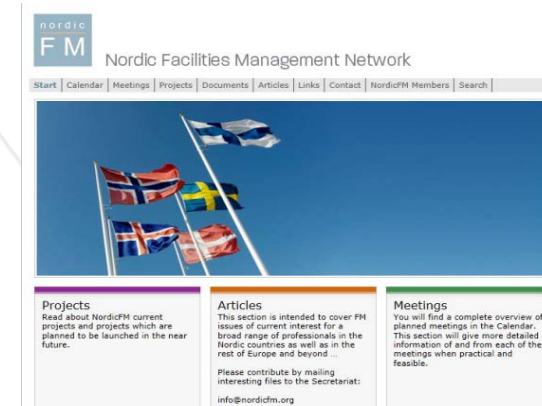 nordic
FM
Nordic Facilities Management Network
Start Calendar Meetings Projects Documents Articles Links Contact NordicFM Members Search
Projects
Read about NordicFM current
projects and projects which are
planned to be launched in the near
future.
Articles
This section is intended to cover FM
issues of current interest for a
broad range of professionals in the
Nordic countries as well as in the
rest of Europe and beyond ...
Please contribute by mailing
interesting files to the Secretariat:
info@nordicfm.org
Meetings
You will find a complete overview of
planned meetings in the Calendar.
This section will give more detailed
information of and from each of the
meetings when practical and
feasible.